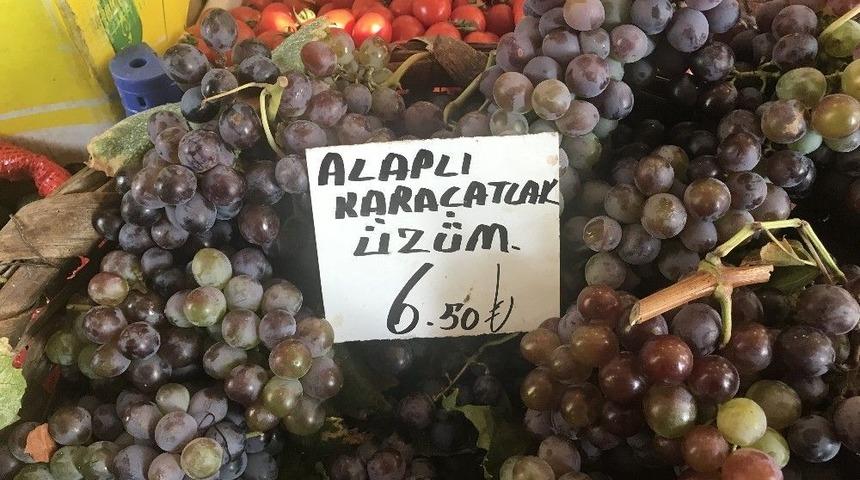 ALAPLI
KARAÇATLAK
ÜZÜM.
6.50₺